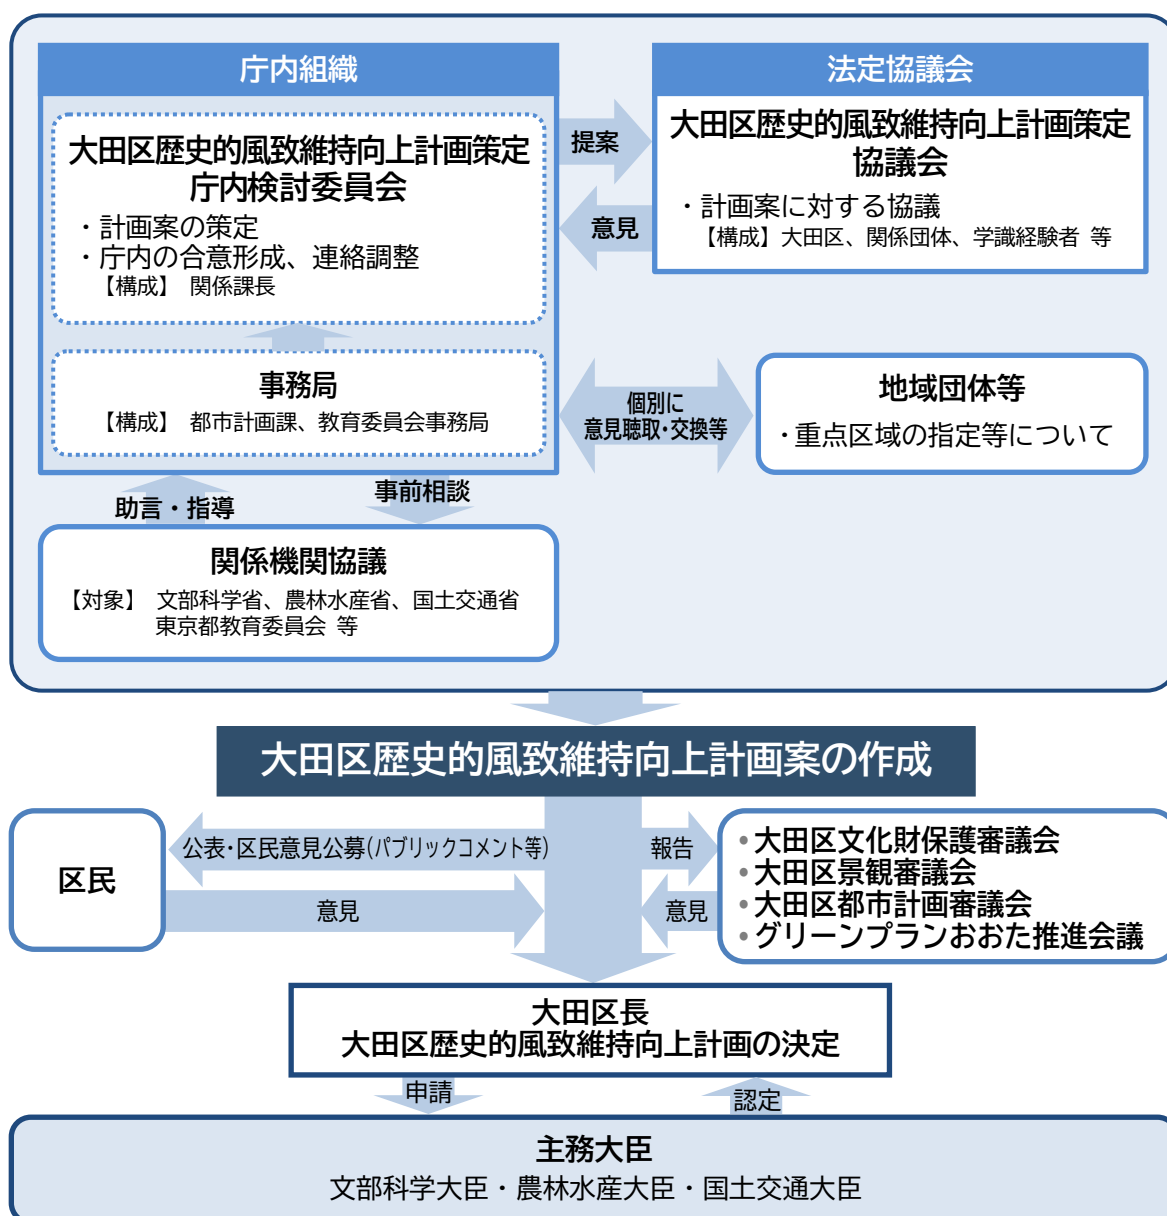 庁内組織
大田区歴史的風致維持向上計画策定
庁内検討委員会
・計画案の策定
・庁内の合意形成、連絡調整
【構成】 関係課長
提案
意見
法定協議会
大田区歴史的風致維持向上計画策定
協議会
・計画案に対する協議
【構成】大田区、関係団体、学識経験者 等
事務局
【構成】 都市計画課、教育委員会事務局
個別に
意見聴取・交換等
地域団体等
・重点区域の指定等について
助言・指導
事前相談
関係機関協議
【対象】 文部科学省、農林水産省、国土交通省
東京都教育委員会 等
大田区歴史的風致維持向上計画案の作成
区民
公表・区民意見公募(パブリックコメント等)
意見
報告
意見
•大田区文化財保護審議会
•大田区景観審議会
•大田区都市計画審議会
•グリーンプランおおた推進会議
大田区長
大田区歴史的風致維持向上計画の決定
申請
認定
主務大臣
文部科学大臣・農林水産大臣・国土交通大臣